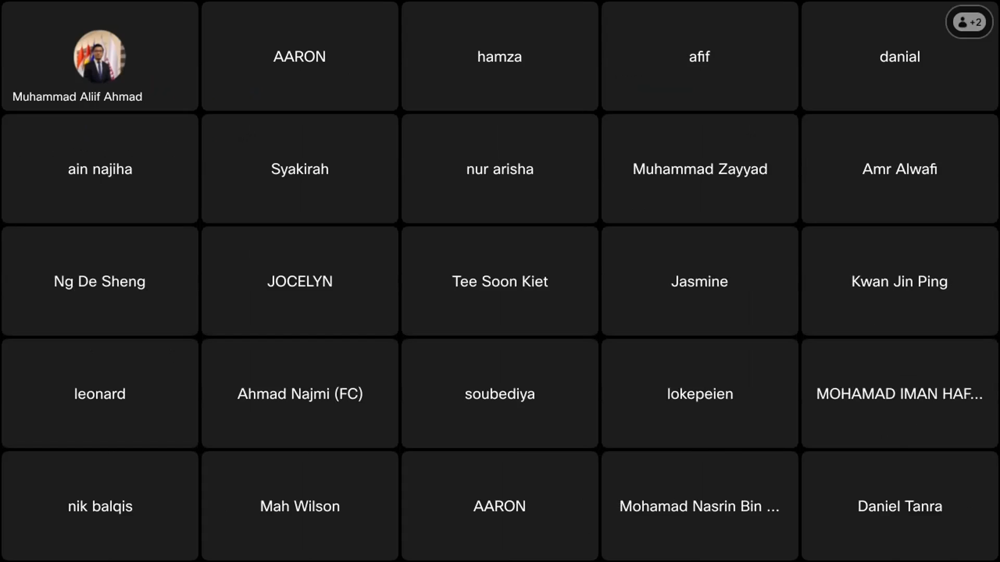 +2
Muhammad Aliif Ahmad
AARON
hamza
afif
danial
ain najiha
Syakirah
nur arisha
Muhammad Zayyad
Amr Alwafi
Ng De Sheng
JOCELYN
Tee Soon Kiet
Jasmine
Kwan Jin Ping
leonard
Ahmad Najmi (FC)
soubediya
lokepeien
MOHAMAD IMAN HAF...
nik balqis
Mah Wilson
AARON
Mohamad Nasrin Bin ...
Daniel Tanra